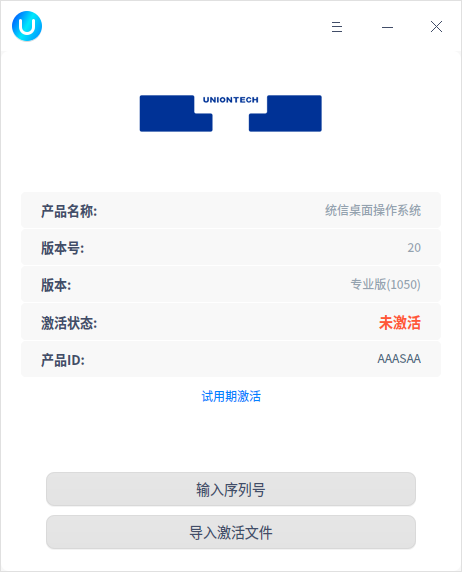 UNIONTECH
产品名称: 统信桌面操作系统
版本号: 20
版本: 专业版(1050)
激活状态: 未激活
产品ID: AAASAA
试用期激活
输入序列号
导入激活文件